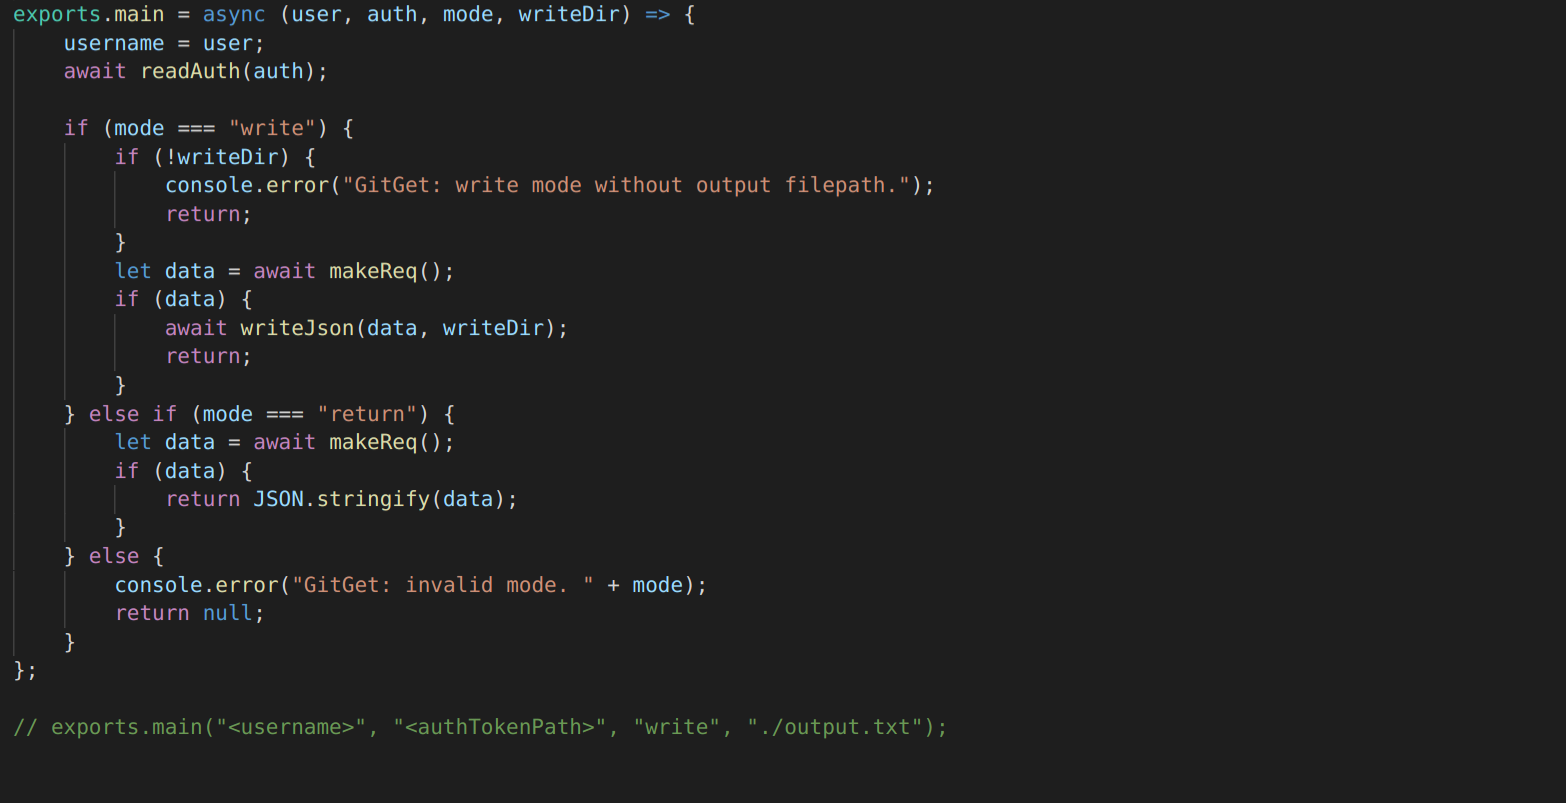 exports.main = async (user, auth, mode, writeDir) => {
    username = user;
    await readAuth(auth);

    if (mode === "write") {
        if (!writeDir) {
            console.error("GitGet: write mode without output filepath.");
            return;
        }
        let data = await makeReq();
        if (data) {
            await writeJson(data, writeDir);
            return;
        }
    } else if (mode === "return") {
        let data = await makeReq();
        if (data) {
            return JSON.stringify(data);
        }
    } else {
        console.error("GitGet: invalid mode. " + mode);
        return null;
    }
};

// exports.main("<username>", "<authTokenPath>", "write", "./output.txt");